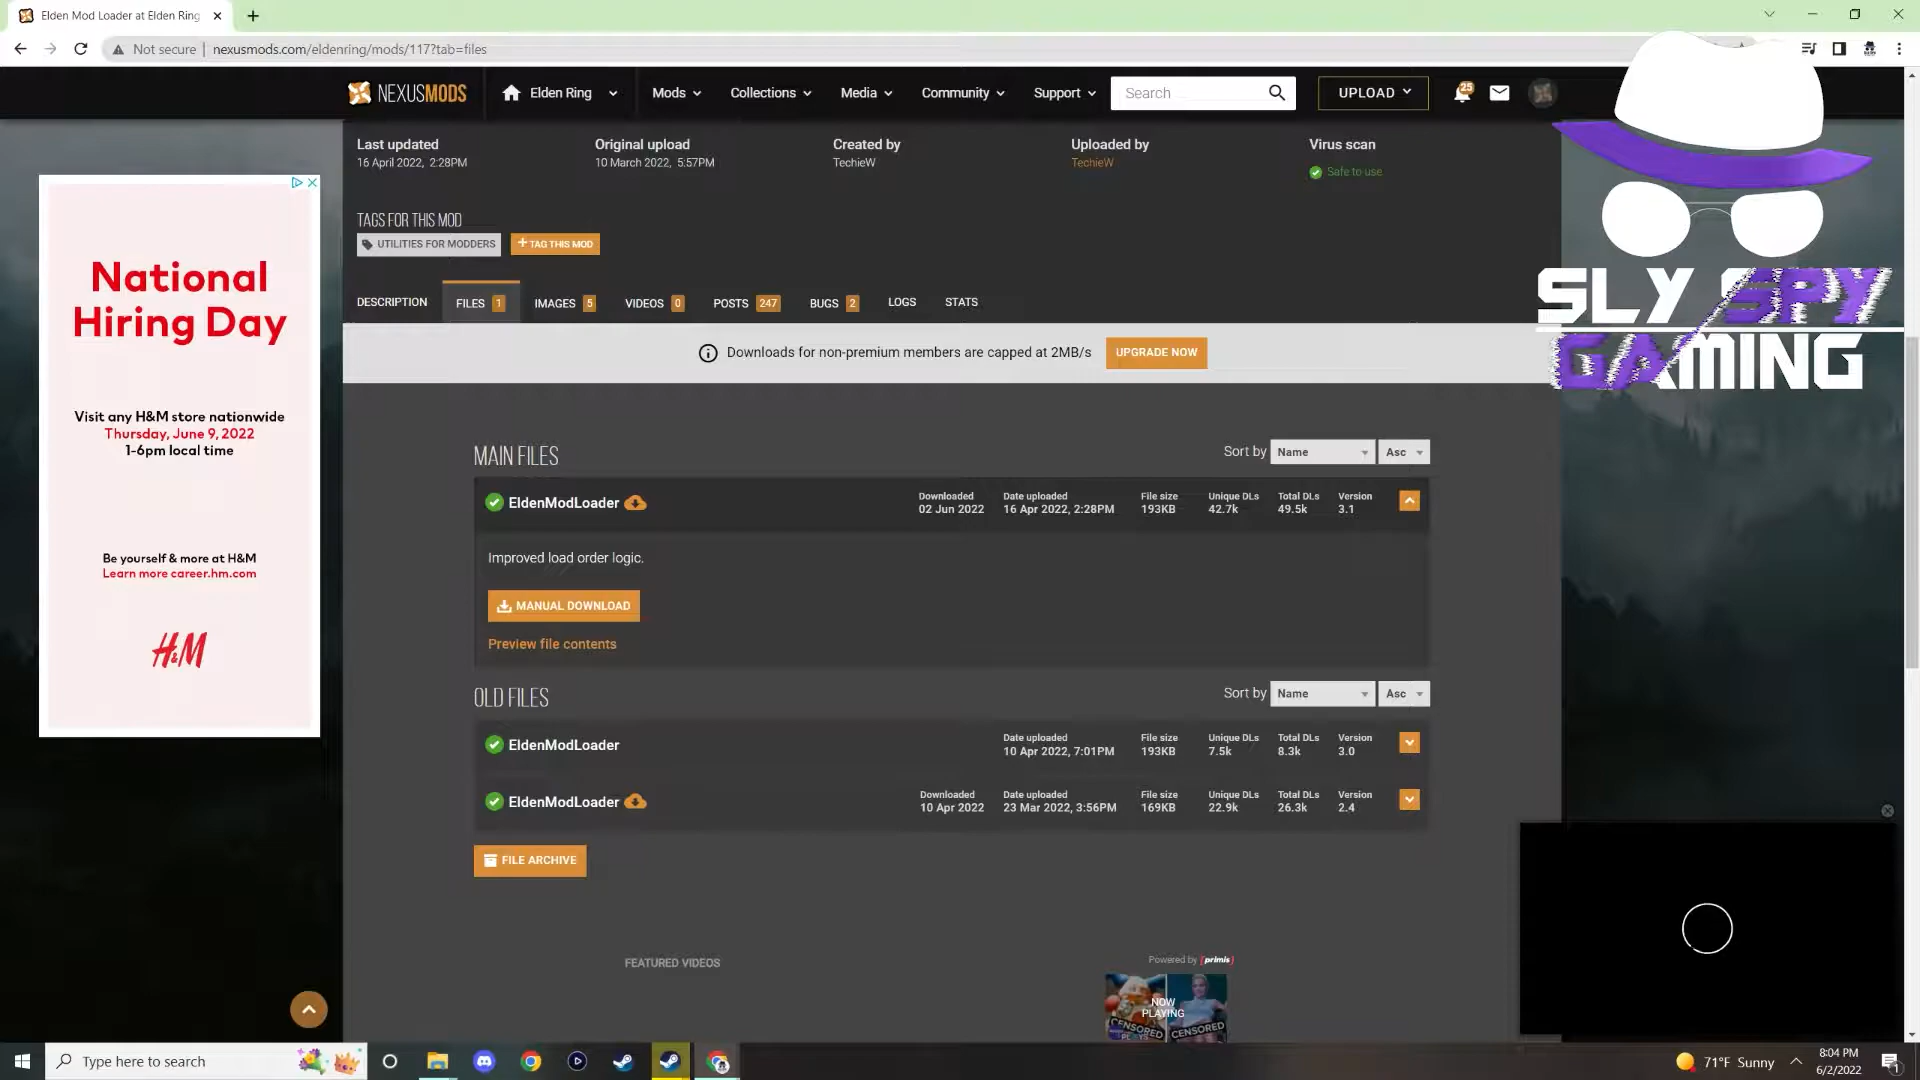 Elden Mod Loader at Elden Ring
Not secure | nexusmods.com/eldenring/mods/117?tab=files
NEXUSMODS
Elden Ring
Mods
Collections
Media
Community
Support
Search
UPLOAD
25
Last updated
16 April 2022, 2:28PM
Original upload
10 March 2022, 5:57PM
Created by
TechieW
Uploaded by
TechieW
Virus scan
Safe to use
TAGS FOR THIS MOD
UTILITIES FOR MODDERS
+ TAG THIS MOD
DESCRIPTION
FILES 1
IMAGES 5
VIDEOS 0
POSTS 247
BUGS 2
LOGS
STATS
Downloads for non-premium members are capped at 2MB/s
UPGRADE NOW
SLY SPY
GAMING
National
Hiring Day
Visit any H&M store nationwide
Thursday, June 9, 2022
1-6pm local time
Be yourself & more at H&M
Learn more career.hm.com
H&M
MAIN FILES
Sort by Name Asc
EldenModLoader
Downloaded
02 Jun 2022
Date uploaded
16 Apr 2022, 2:28PM
File size
193KB
Unique DLs
42.7k
Total DLs
49.5k
Version
3.1
Improved load order logic.
MANUAL DOWNLOAD
Preview file contents
OLD FILES
Sort by Name Asc
EldenModLoader
Date uploaded
10 Apr 2022, 7:01PM
File size
193KB
Unique DLs
7.5k
Total DLs
8.3k
Version
3.0
EldenModLoader
Downloaded
10 Apr 2022
Date uploaded
23 Mar 2022, 3:56PM
File size
169KB
Unique DLs
22.9k
Total DLs
26.3k
Version
2.4
FILE ARCHIVE
FEATURED VIDEOS
Powered by [primis]
NOW
PLAYING
CENSORED
CENSORED
Type here to search
71°F Sunny
8:04 PM
6/2/2022
1